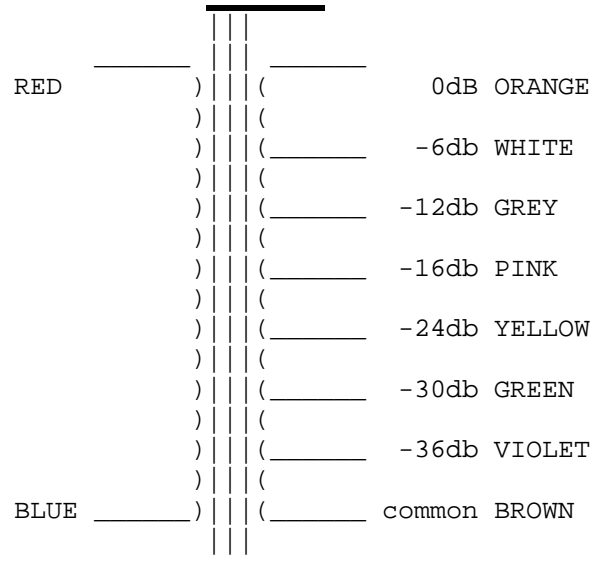 RED 0dB ORANGE
-6db WHITE
-12db GREY
-16db PINK
-24db YELLOW
-30db GREEN
-36db VIOLET
BLUE common BROWN